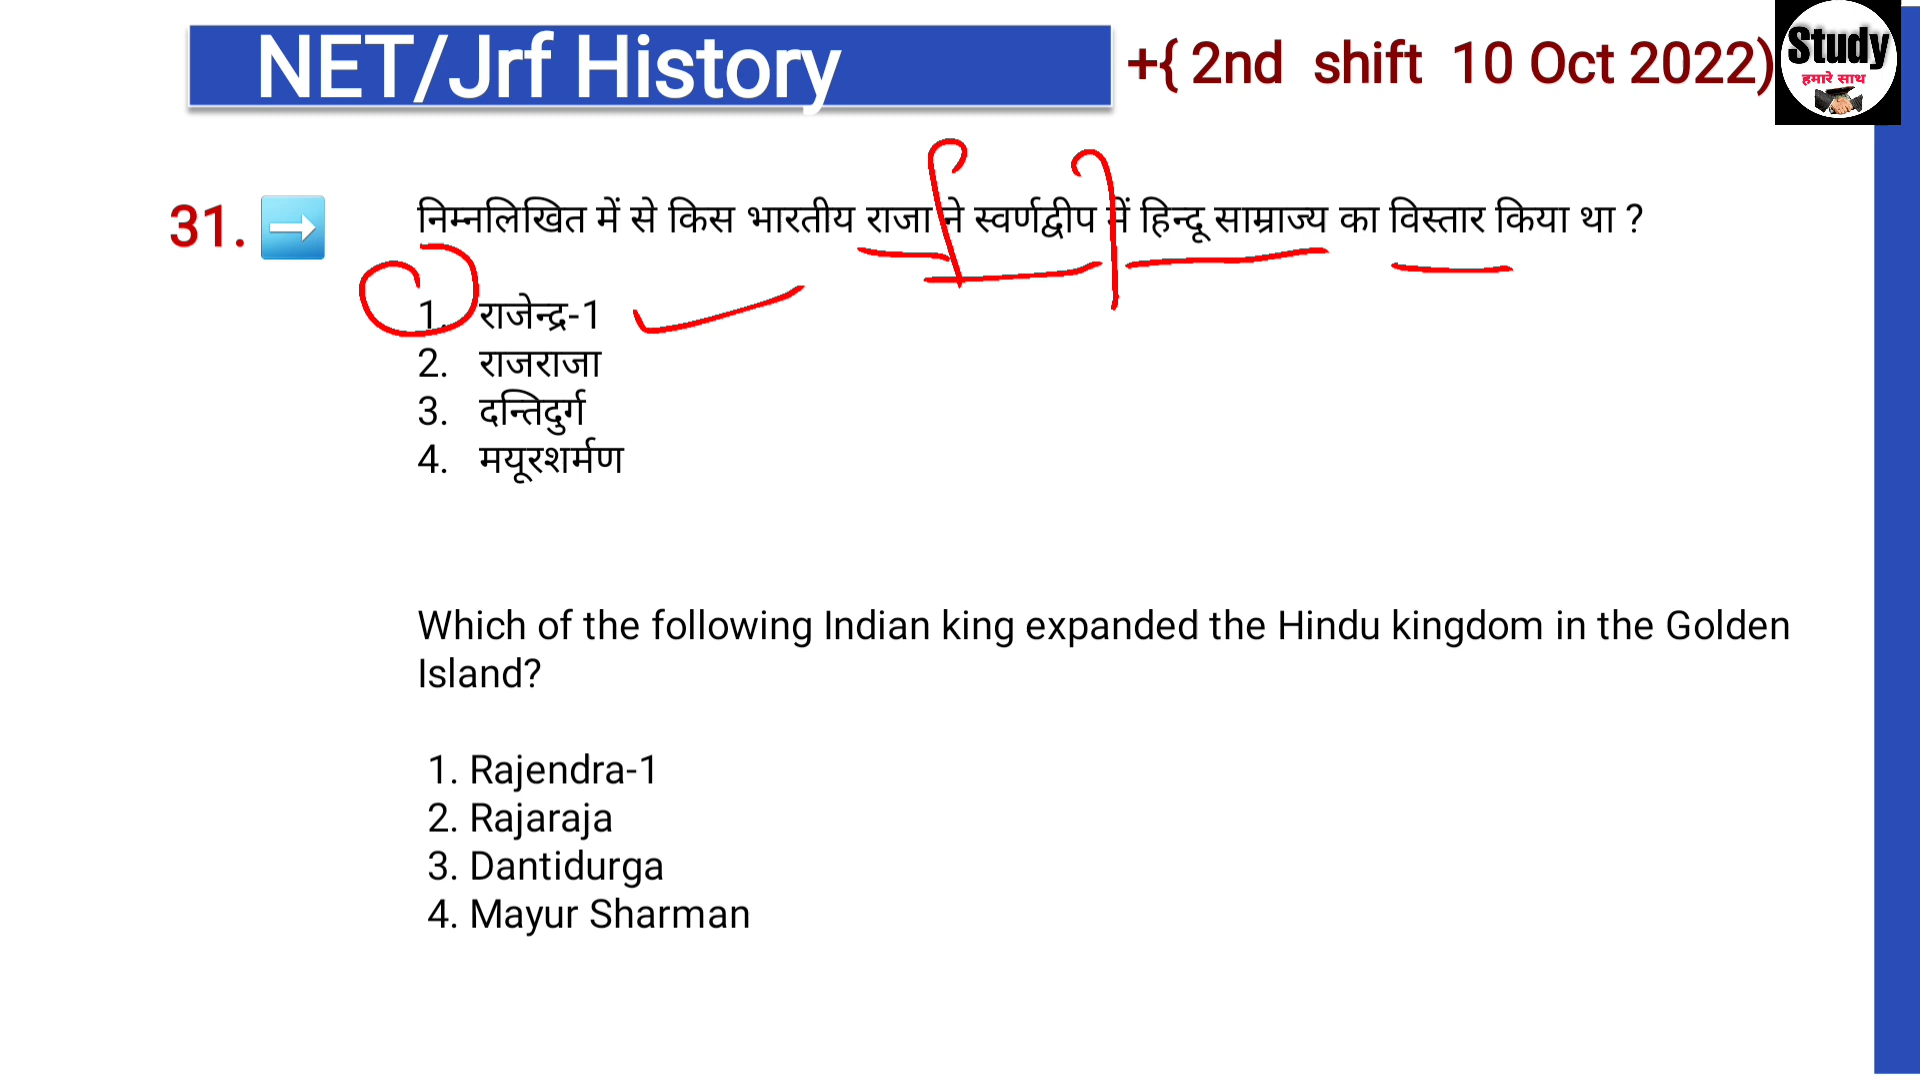 NET/Jrf History
+{ 2nd shift 10 Oct 2022)
Study
हमारे साथ
31.
निम्नलिखित में से किस भारतीय राजा ने स्वर्णद्वीप में हिन्दू साम्राज्य का विस्तार किया था ?
1. राजेन्द्र-1
2. राजराजा
3. दन्तिदुर्ग
4. मयूरशर्मण
Which of the following Indian king expanded the Hindu kingdom in the Golden
Island?
1. Rajendra-1
2. Rajaraja
3. Dantidurga
4. Mayur Sharman